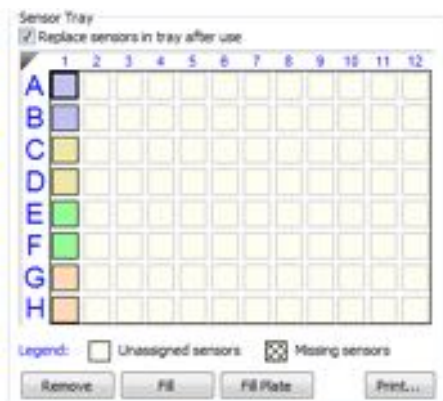 Sensor Tray
Replace sensors in tray after use
1 2 3 4 5 6 7 8 9 10 11 12
A
B
C
D
E
F
G
H
Legend: Unassigned sensors Missing sensors
Remove Fill Fill Plate Print...